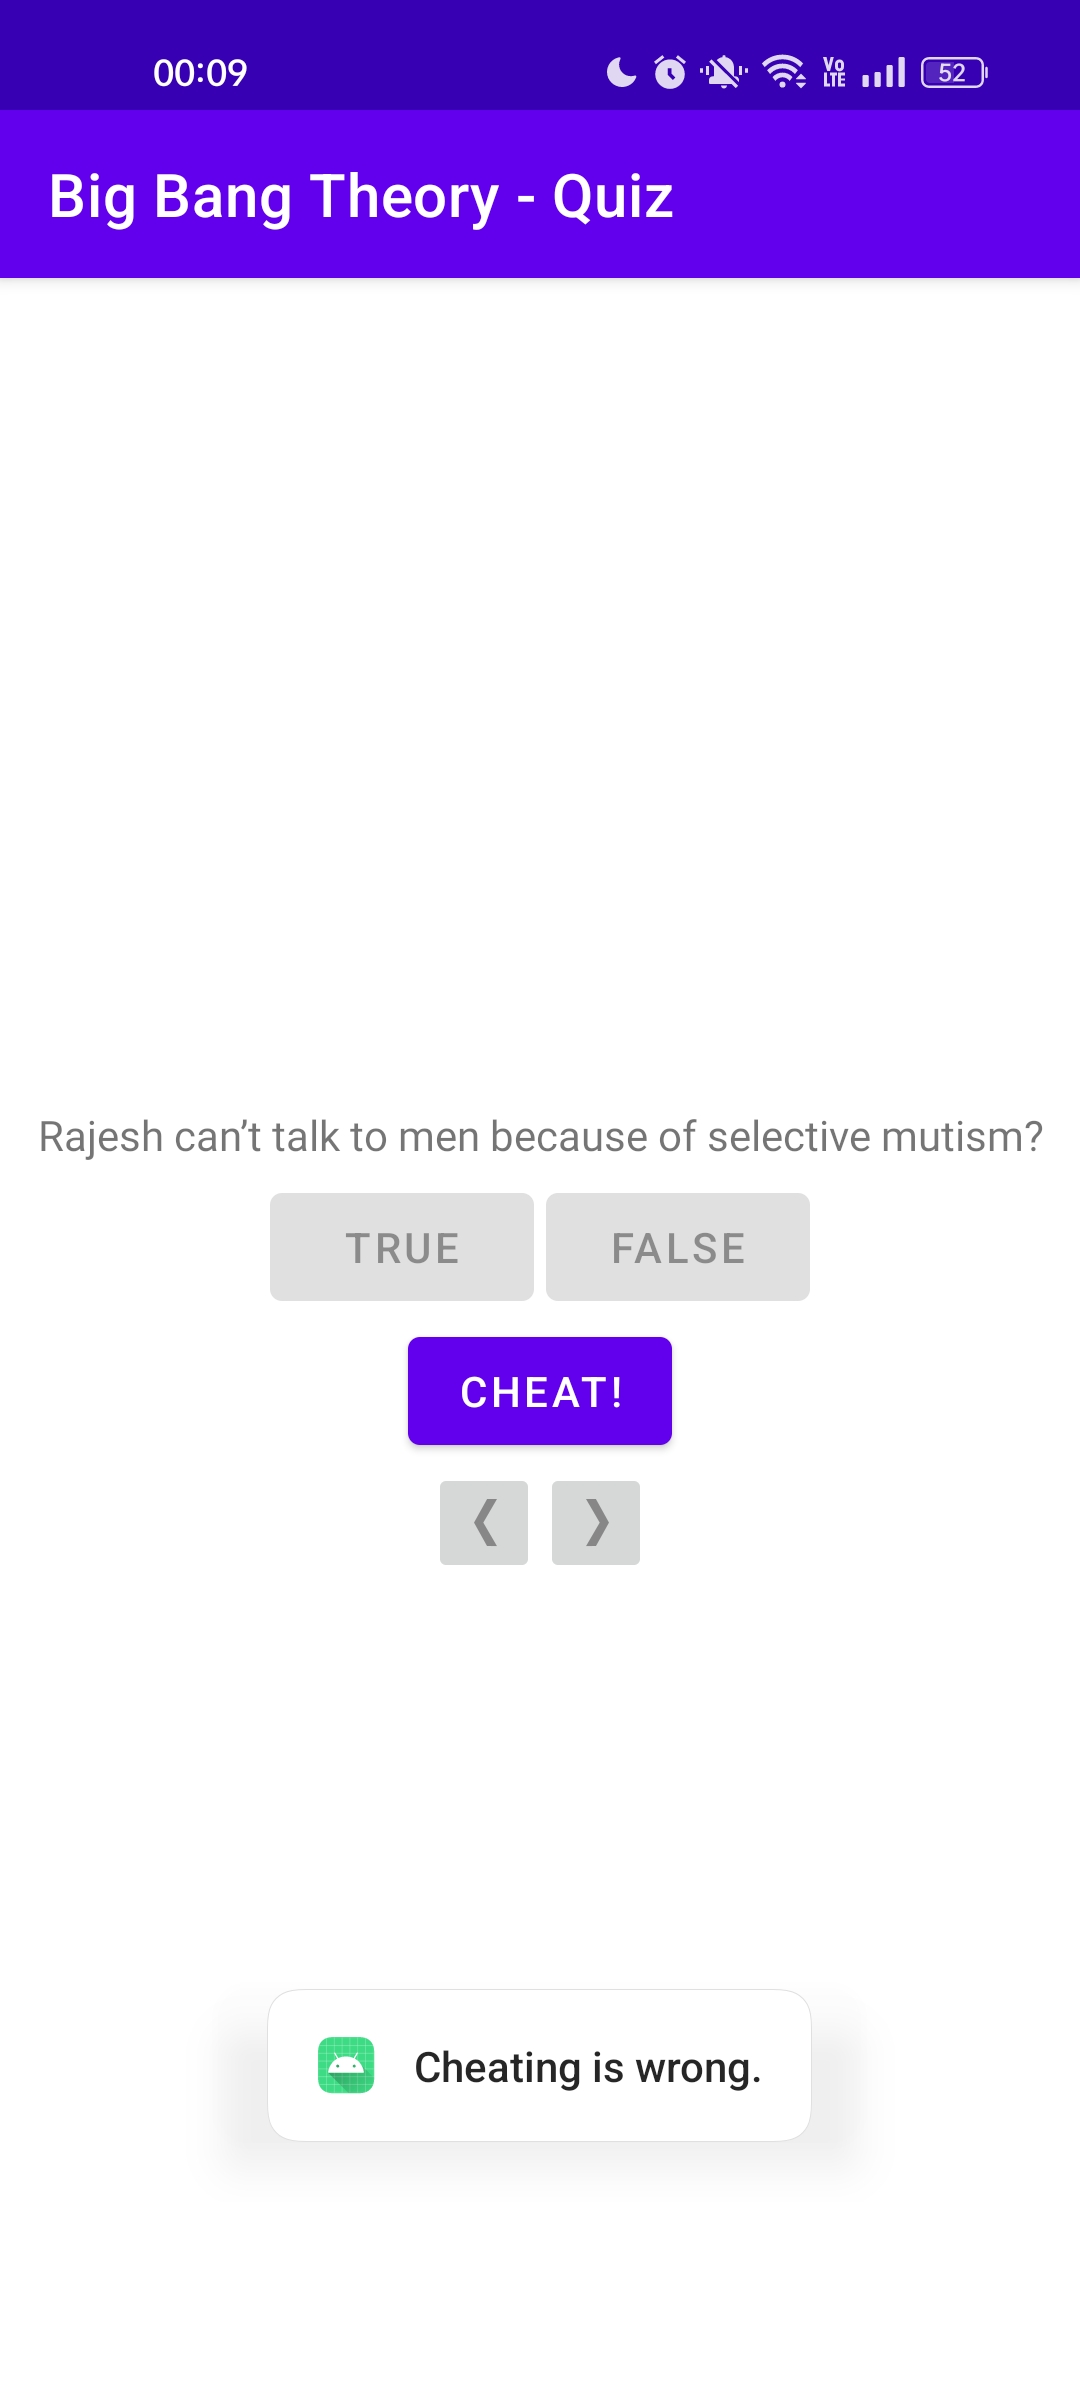 00:09
Vo
LTE
52
Big Bang Theory - Quiz
Rajesh can’t talk to men because of selective mutism?
TRUE
FALSE
CHEAT!
Cheating is wrong.